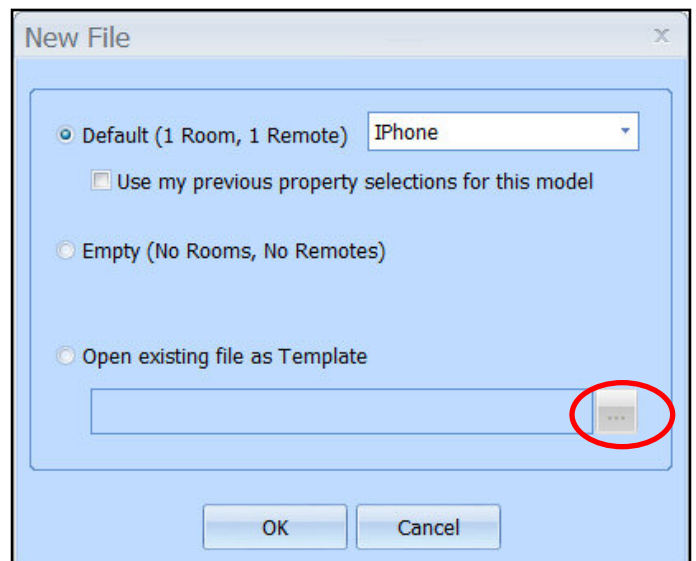 New File
Default (1 Room, 1 Remote) IPhone
Use my previous property selections for this model
Empty (No Rooms, No Remotes)
Open existing file as Template
...
OK Cancel